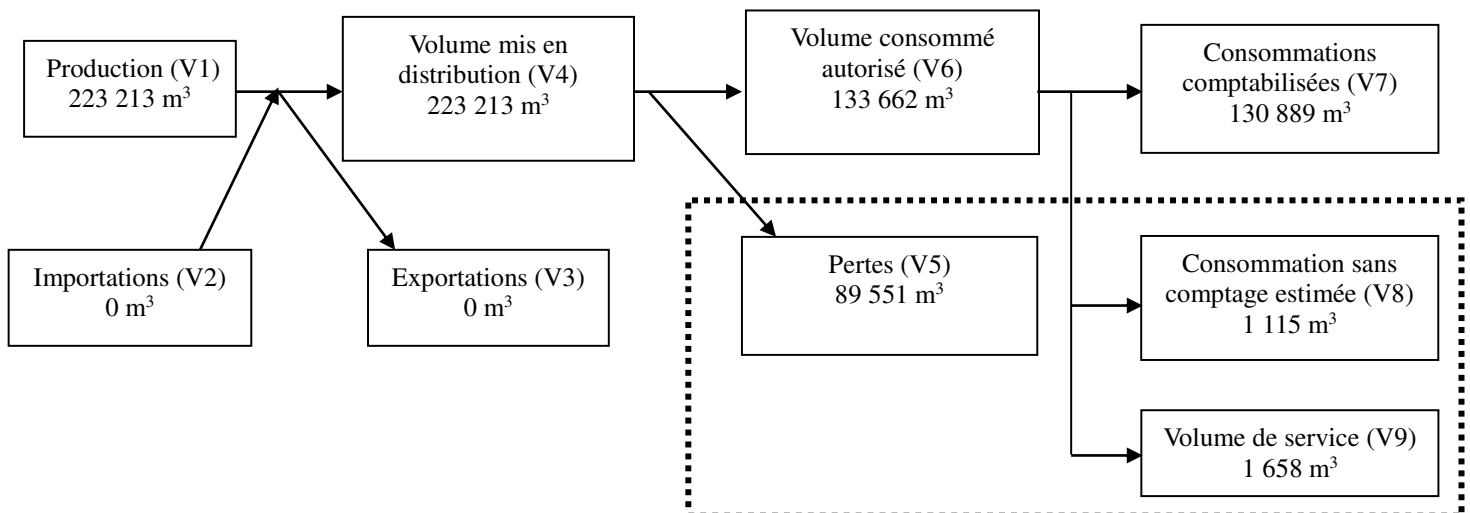 Production (V1)
223 213 m³
Volume mis en
distribution (V4)
223 213 m³
Volume consommé
autorisé (V6)
133 662 m³
Consommations
comptabilisées (V7)
130 889 m³
Importations (V2)
0 m³
Exportations (V3)
0 m³
Pertes (V5)
89 551 m³
Consommation sans
comptage estimée (V8)
1 115 m³
Volume de service (V9)
1 658 m³